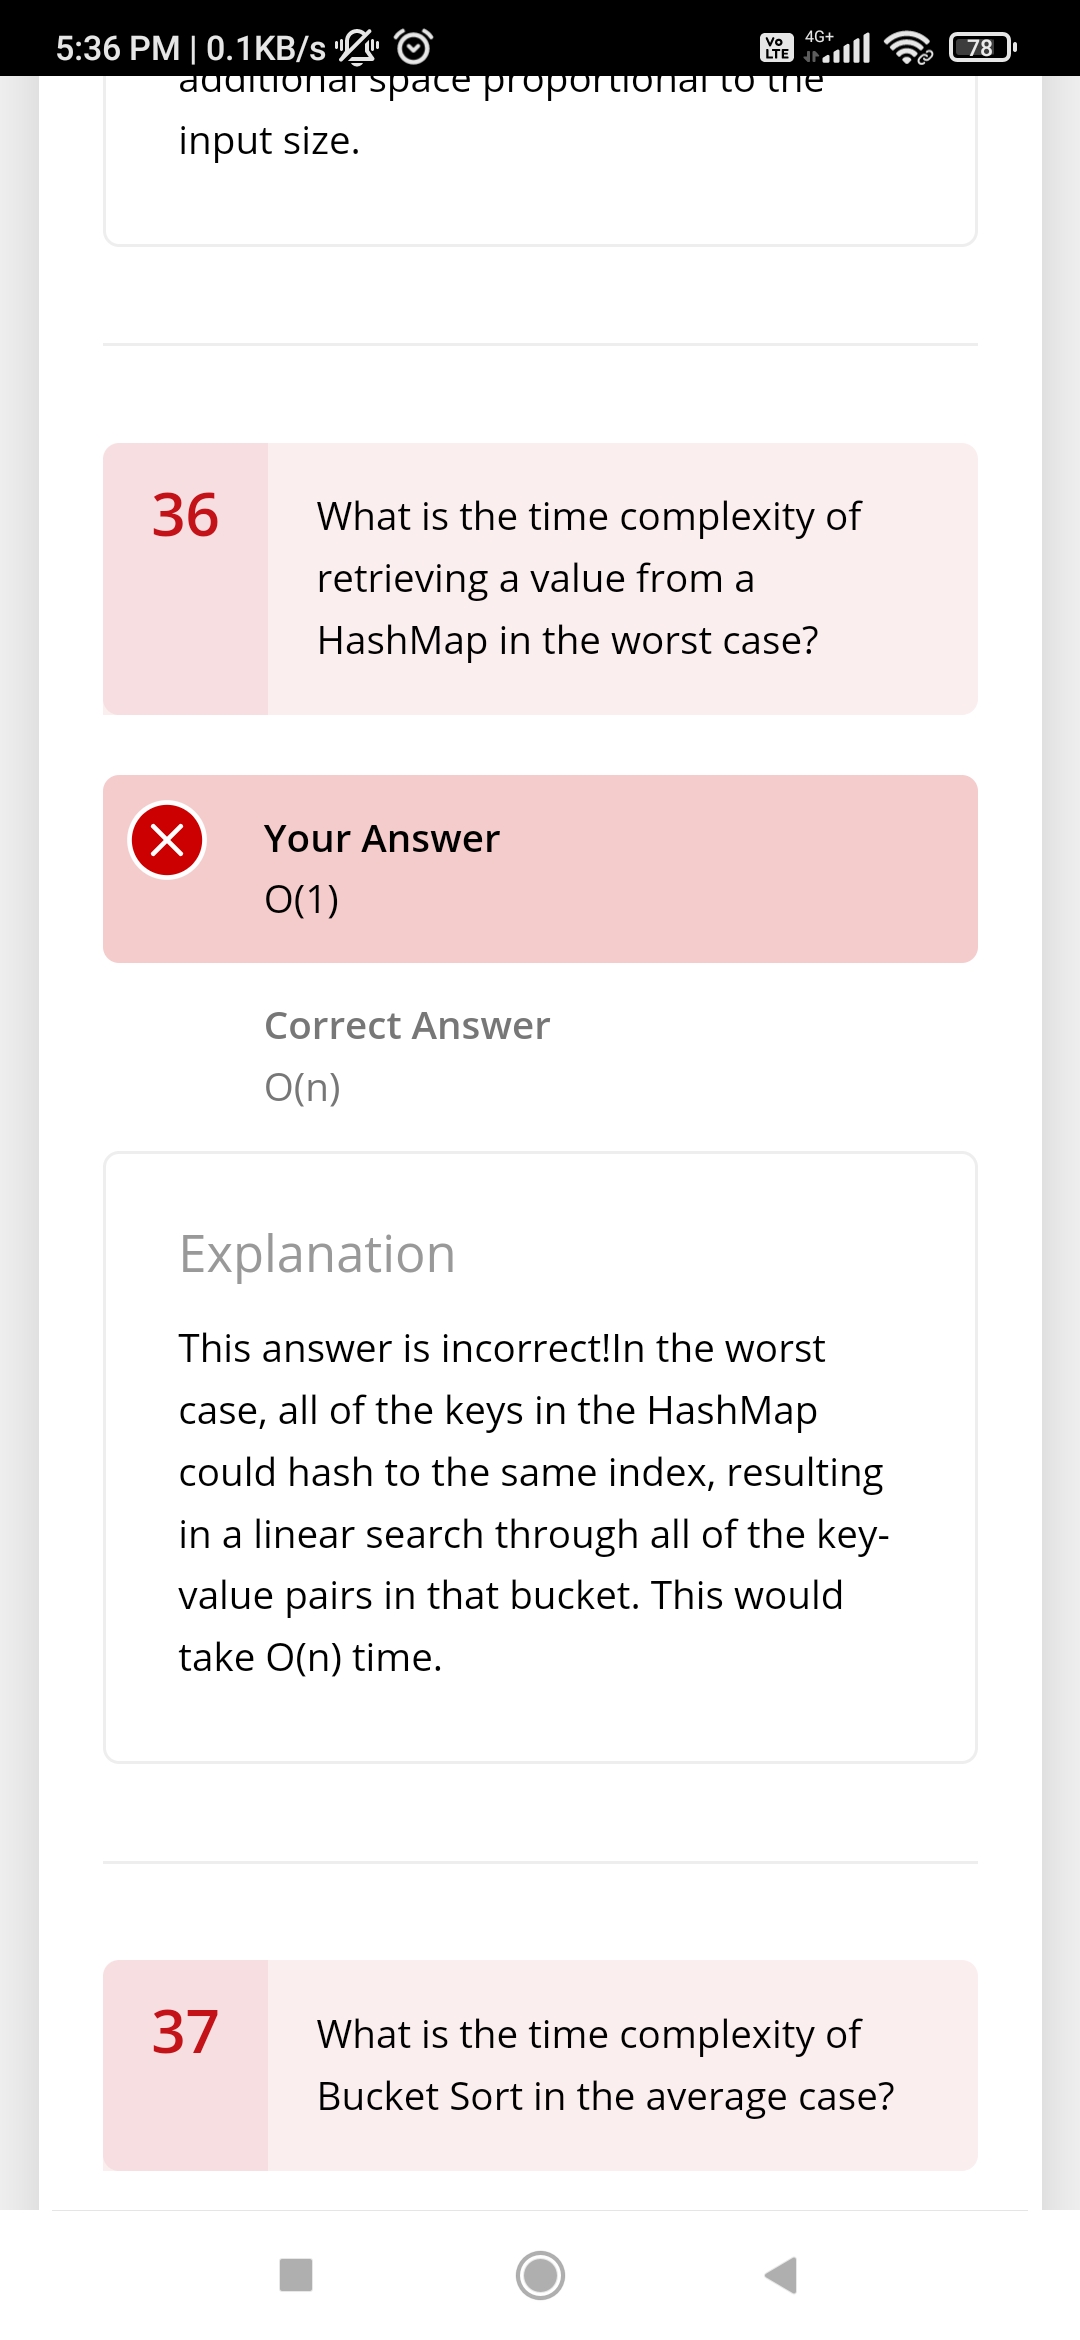 5:36 PM | 0.1KB/s
Vo LTE 4G+ 78
additional space proportional to the
input size.
36
What is the time complexity of
retrieving a value from a
HashMap in the worst case?
Your Answer
O(1)
Correct Answer
O(n)
Explanation
This answer is incorrect!In the worst
case, all of the keys in the HashMap
could hash to the same index, resulting
in a linear search through all of the key-
value pairs in that bucket. This would
take O(n) time.
37
What is the time complexity of
Bucket Sort in the average case?